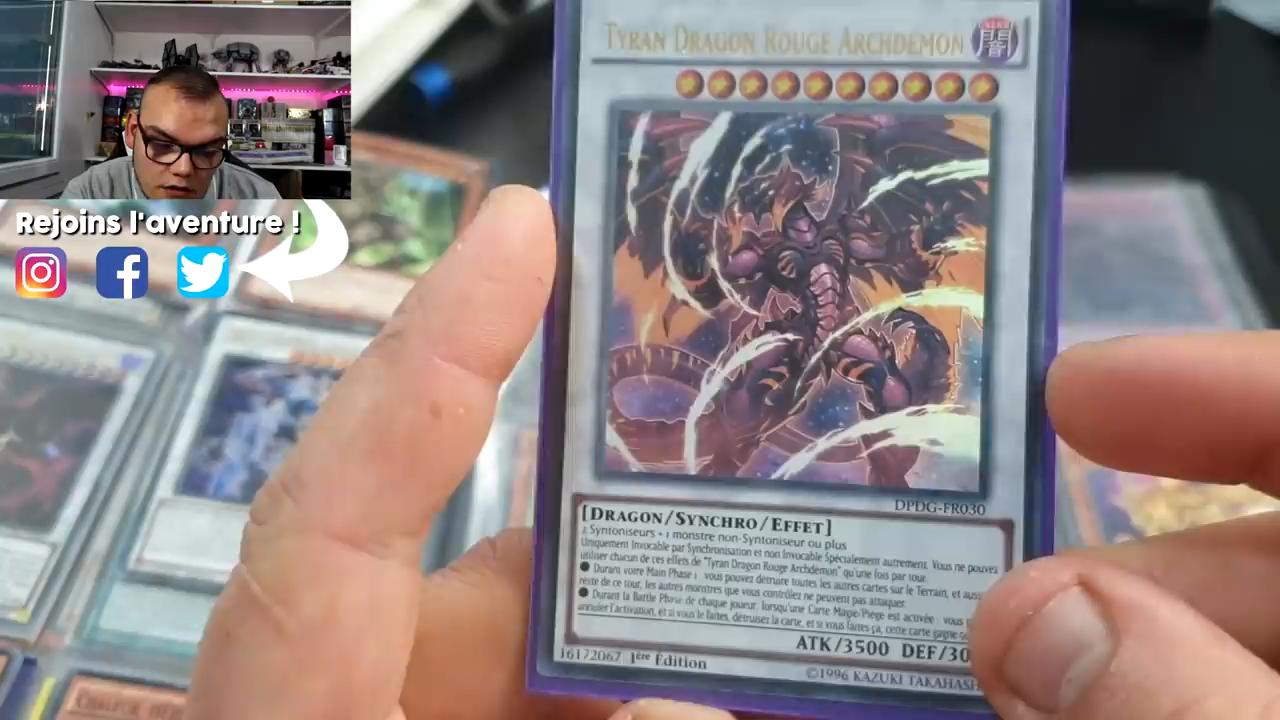 Tyran Dragon Rouge Archdemon
闇
Rejoins l'aventure !
DPDG-FR030
[Dragon/Synchro/Effet]
2 Syntoniseurs + 1 monstre non-Syntoniseur ou plus
Uniquement Invocable par Synchronisation et non Invocable Spécialement autrement. Vous ne pouvez
utiliser chacun de ces effets de "Tyran Dragon Rouge Archdemon" qu'une fois par tour.
● Durant votre Main Phase 1 : vous pouvez détruire toutes les autres cartes sur le Terrain, et aussi
reste de ce tour, les autres monstres que vous contrôlez ne peuvent pas attaquer.
● Durant la Battle Phase de chaque joueur, lorsqu'une Carte Magie/Piège est activée : vous
annuler l'activation, et si vous le faites, détruisez la carte, et si vous faites ça, cette carte gagne
ATK/3500 DEF/30
16172067 1ère Édition
©1996 KAZUKI TAKAHASH